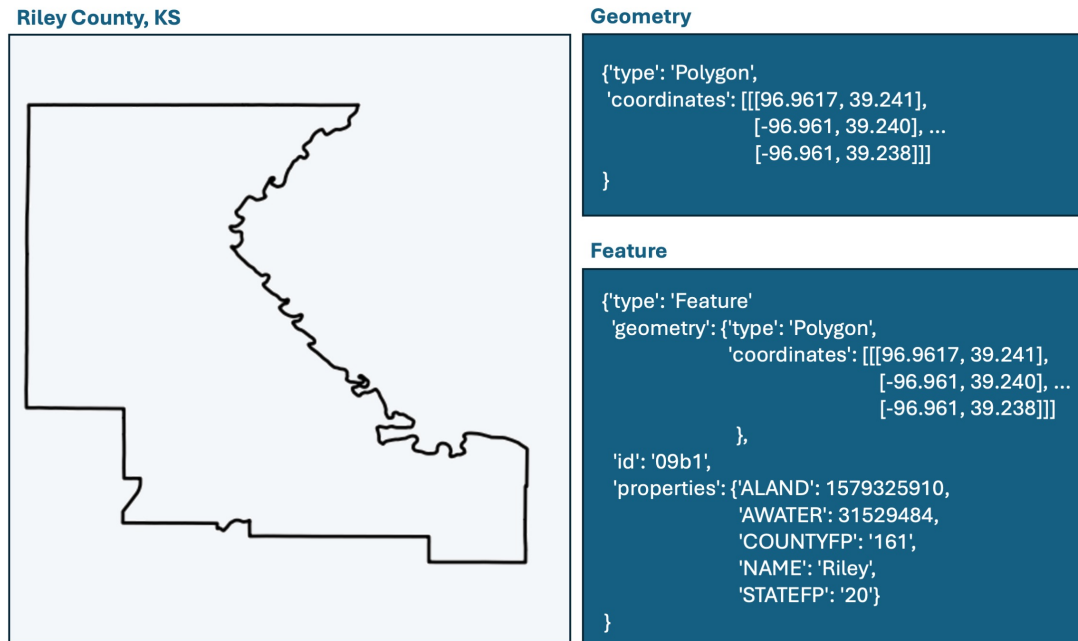 Riley County, KS
Geometry
{'type': 'Polygon',
'coordinates': [[[96.9617, 39.241],
[-96.961, 39.240], ...
[-96.961, 39.238]]]
}
Feature
{'type': 'Feature'
'geometry': {'type': 'Polygon',
'coordinates': [[[96.9617, 39.241],
[-96.961, 39.240], ...
[-96.961, 39.238]]]
},
'id': '09b1',
'properties': {'ALAND': 1579325910,
'AWATER': 31529484,
'COUNTYFP': '161',
'NAME': 'Riley',
'STATEFP': '20'}
}